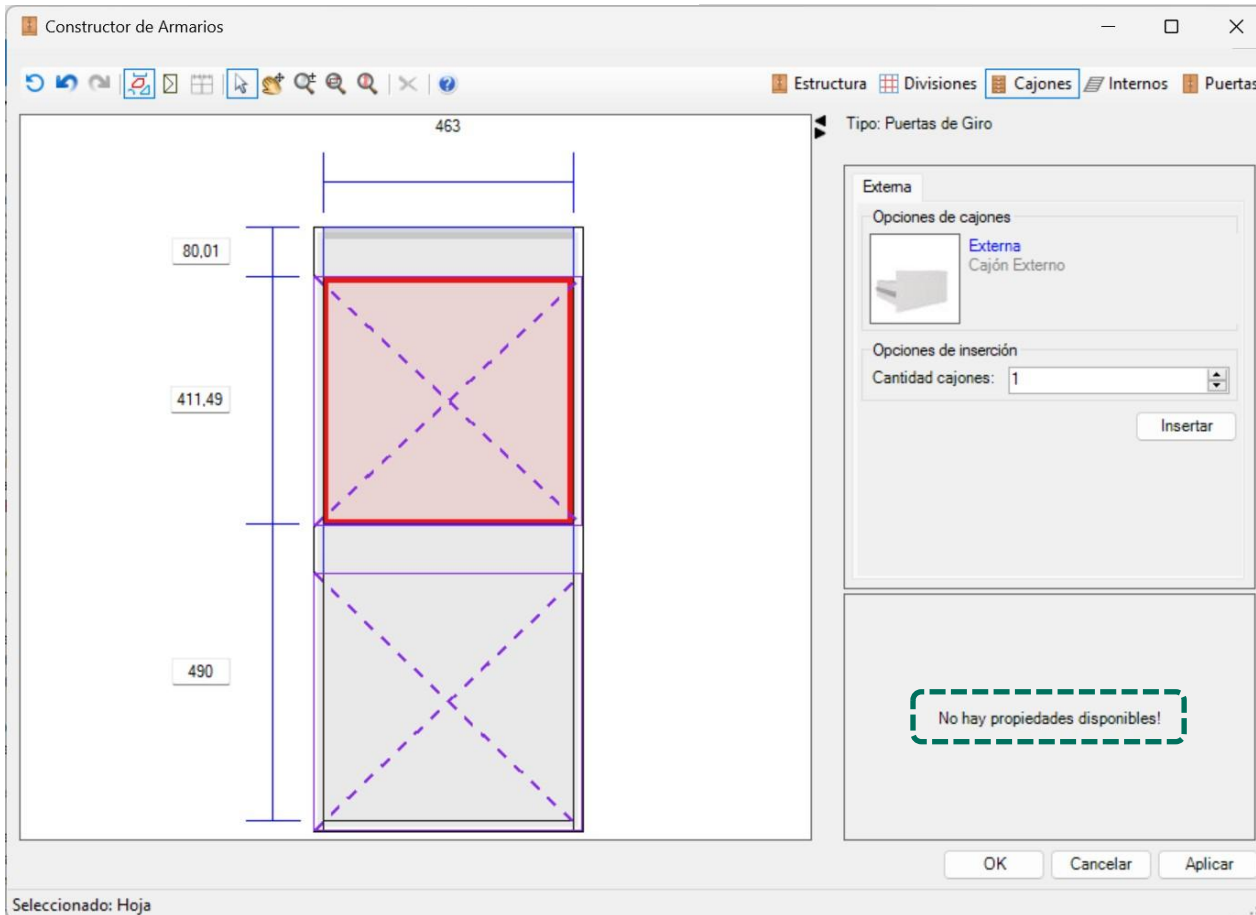 Constructor de Armarios
Estructura Divisiones Cajones Internos Puertas
463
80,01
411,49
490
Tipo: Puertas de Giro
Externa
Opciones de cajones
Externa
Cajón Externo
Opciones de inserción
Cantidad cajones: 1
Insertar
No hay propiedades disponibles!
OK Cancelar Aplicar
Seleccionado: Hoja